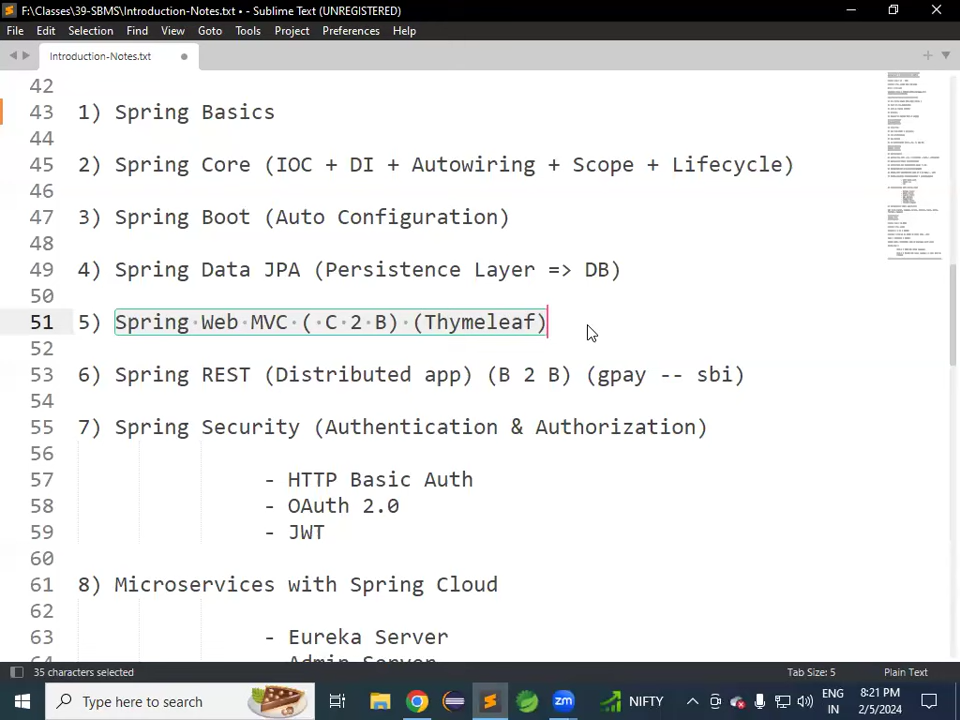 F:\Classes\39-SBMS\Introduction-Notes.txt • - Sublime Text (UNREGISTERED)
File Edit Selection Find View Goto Tools Project Preferences Help
Introduction-Notes.txt
42
43 1) Spring Basics
44
45 2) Spring Core (IOC + DI + Autowiring + Scope + Lifecycle)
46
47 3) Spring Boot (Auto Configuration)
48
49 4) Spring Data JPA (Persistence Layer => DB)
50
51 5) Spring Web MVC ( C 2 B) (Thymeleaf)
52
53 6) Spring REST (Distributed app) (B 2 B) (gpay -- sbi)
54
55 7) Spring Security (Authentication & Authorization)
56
57 - HTTP Basic Auth
58 - OAuth 2.0
59 - JWT
60
61 8) Microservices with Spring Cloud
62
63 - Eureka Server
64 - Admin Server
35 characters selected Tab Size: 5 Plain Text
Type here to search NIFTY ENG IN 8:21 PM 2/5/2024